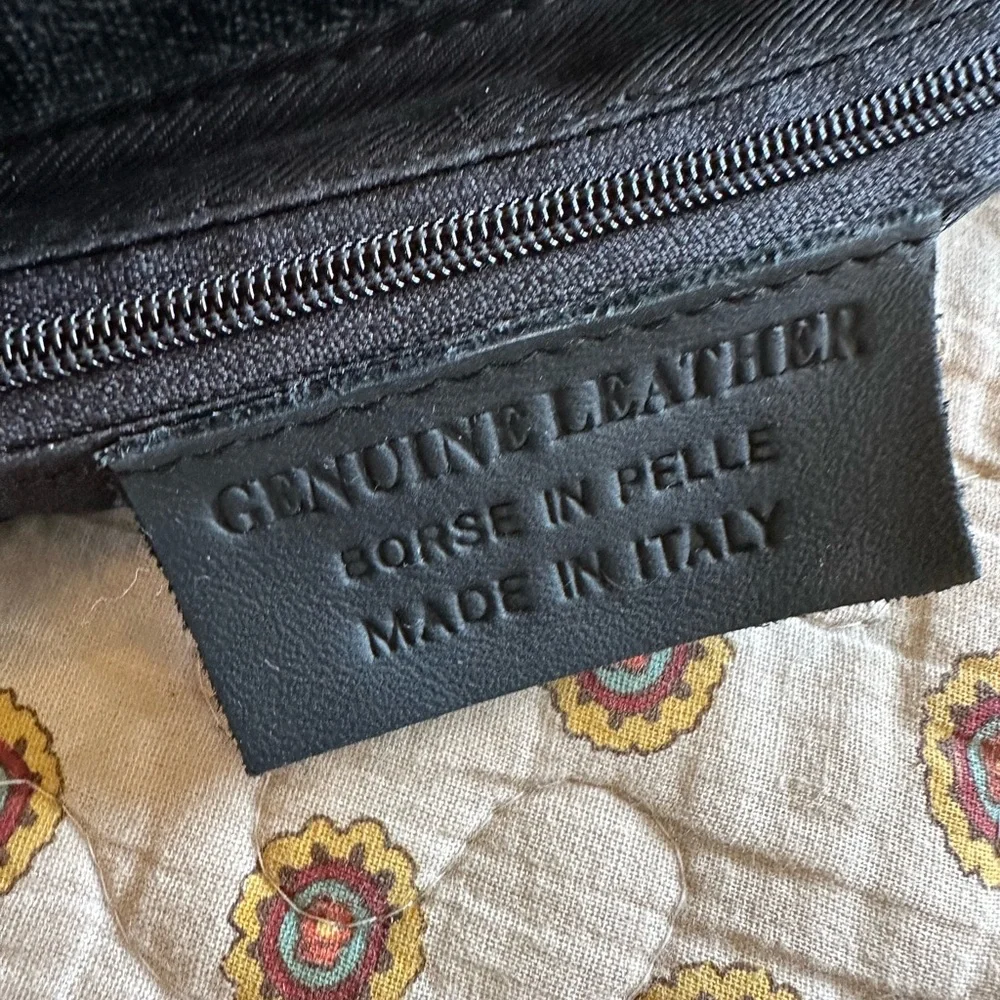 GENUINE LEATHER
BORSE IN PELLE
MADE IN ITALY